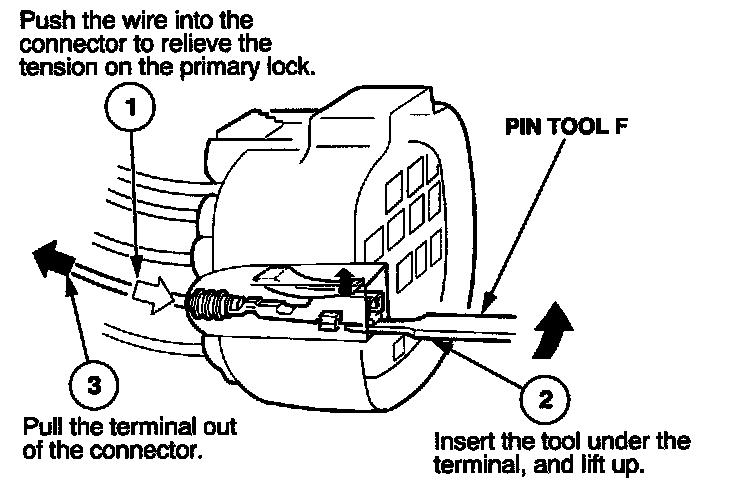 Push the wire into the
connector to relieve the
tension on the primary lock.
1
PIN TOOL F
3
Pull the terminal out
of the connector.
2
Insert the tool under the
terminal, and lift up.